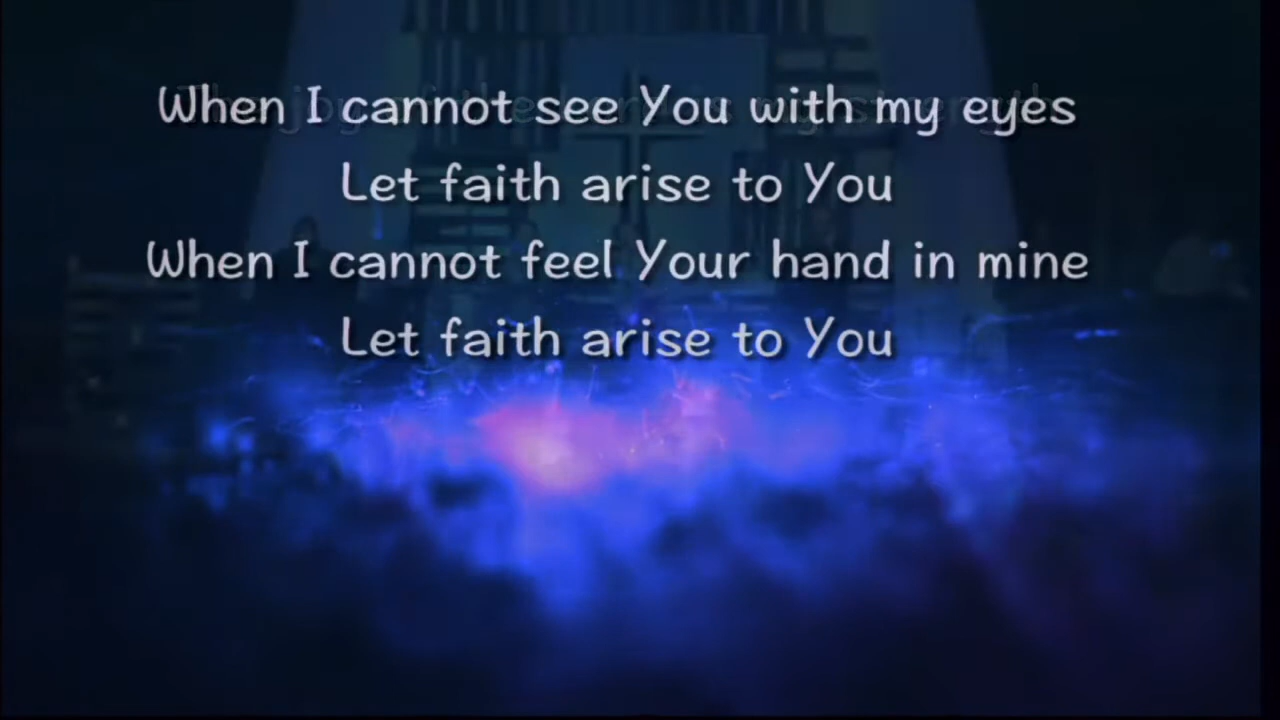 When I cannot see You with my eyes
Let faith arise to You
When I cannot feel Your hand in mine
Let faith arise to You